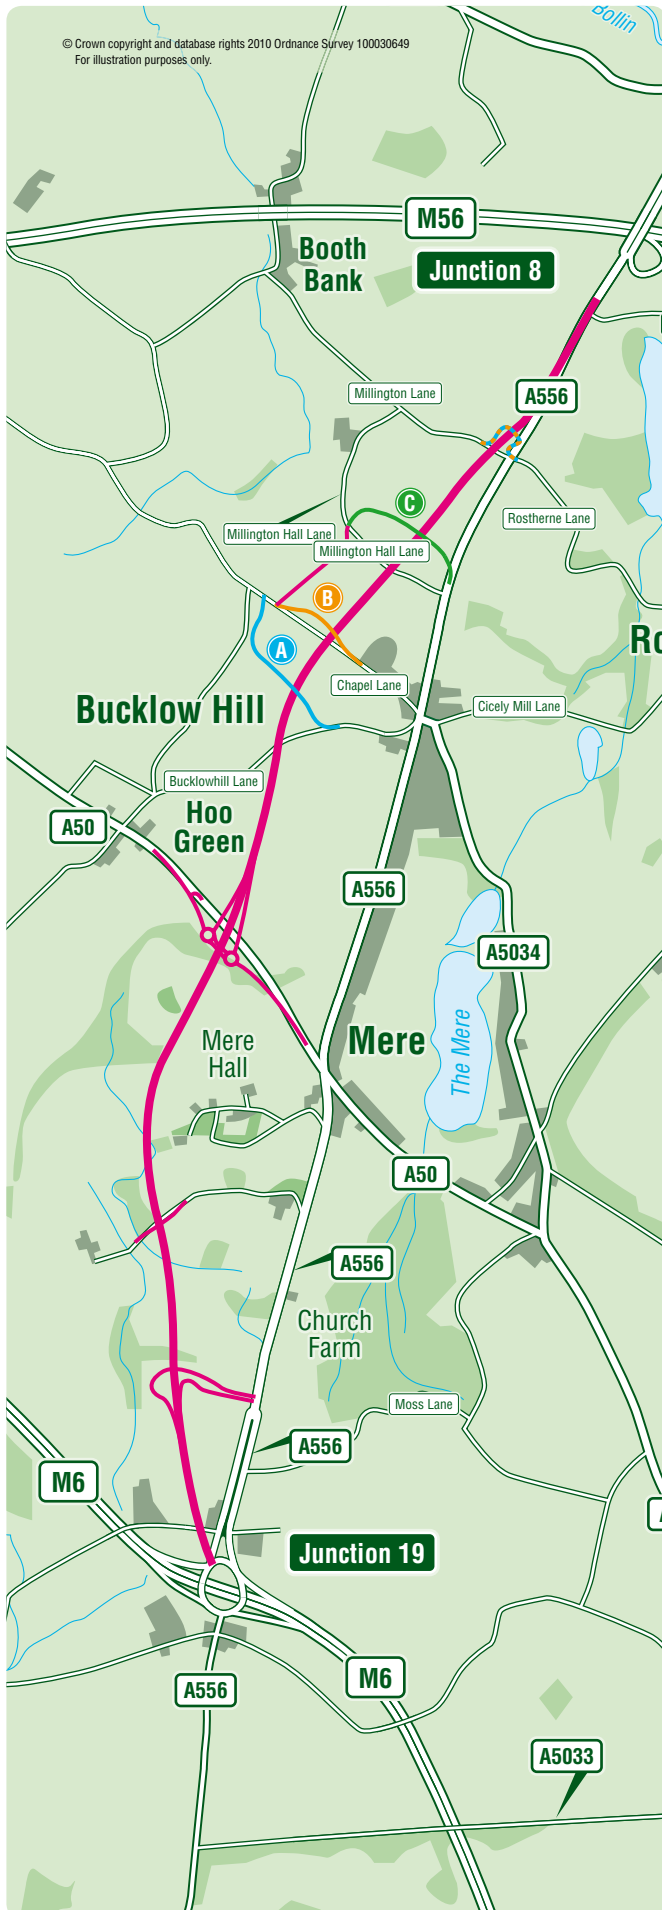 Bollin
© Crown copyright and database rights 2010 Ordnance Survey 100030649
For illustration purposes only.
M56
Booth
Bank
Junction 8
Millington Lane
A556
C
Rostherne Lane
Millington Hall Lane
Millington Hall Lane
B
A
Ro
Chapel Lane
Bucklow Hill
Cicely Mill Lane
Bucklowhill Lane
Hoo
Green
A50
A556
A5034
Mere
Hall
Mere
The Mere
A50
A556
Church
Farm
Moss Lane
A556
M6
Junction 19
M6
A556
A5033